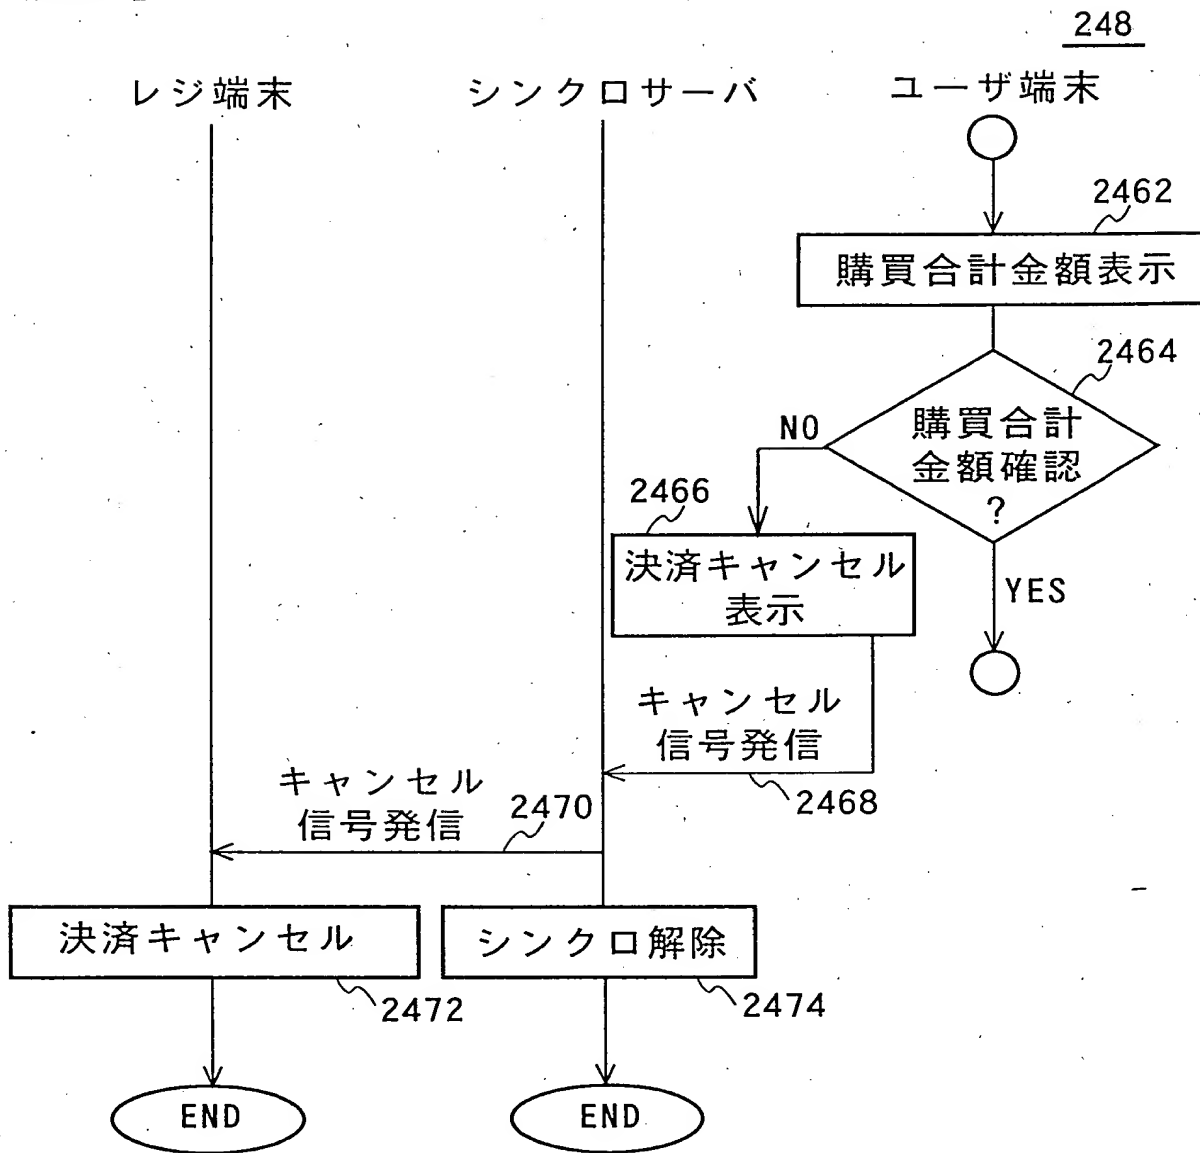 248
レジ端末
シンクロサーバ
ユーザ端末
2462
購買合計金額表示
2464
購買合計
金額確認
?
NO
YES
2466
決済キャンセル
表示
キャンセル
信号発信
2468
キャンセル
信号発信
2470
決済キャンセル
シンクロ解除
2472
2474
END
END